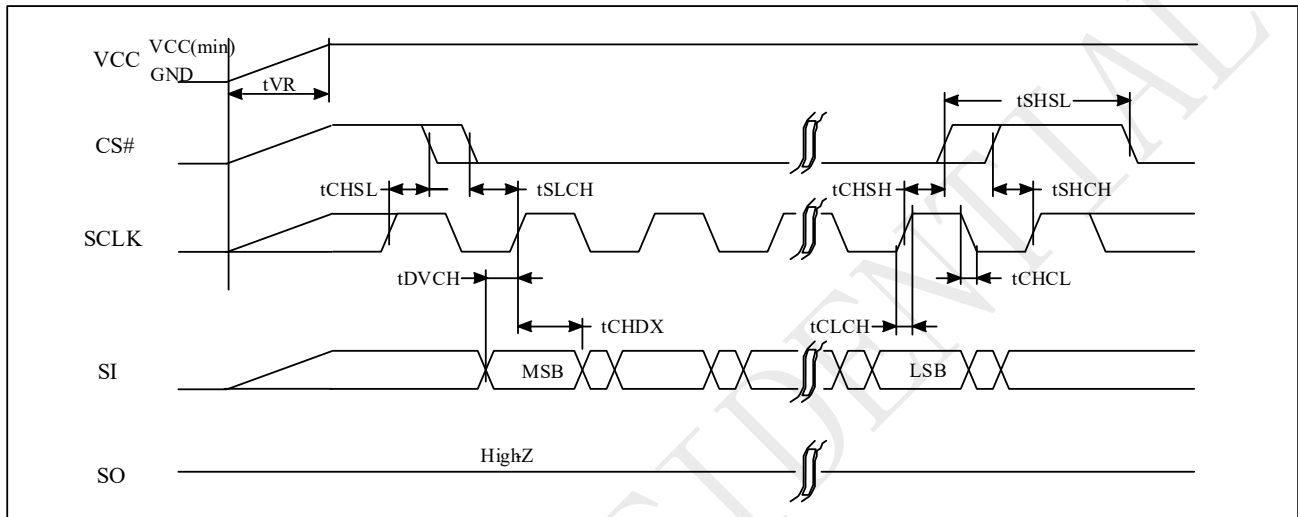 VCC VCC(min)
GND
tVR
tSHSL
CS#
tCHSL tSLCH tCHSH tSHCH
SCLK
tDVCH tCHCL
tCHDX tCLCH
SI MSB LSB
High-Z
SO